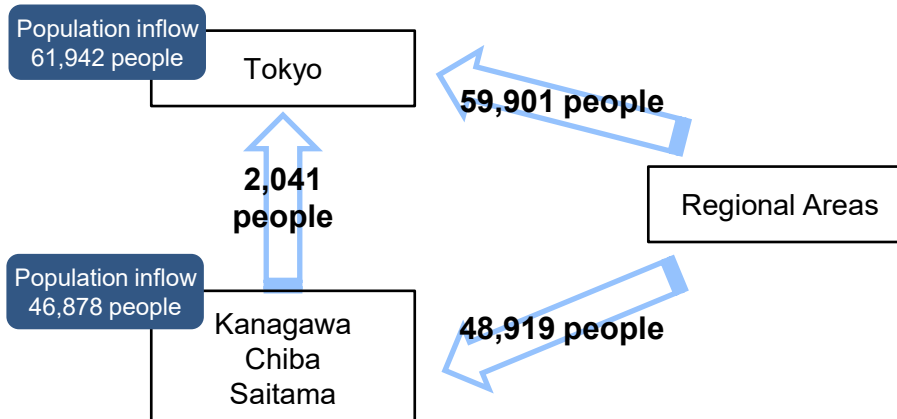 Population inflow
61,942 people
Tokyo
59,901 people
2,041
people
Regional Areas
Population inflow
46,878 people
48,919 people
Kanagawa
Chiba
Saitama